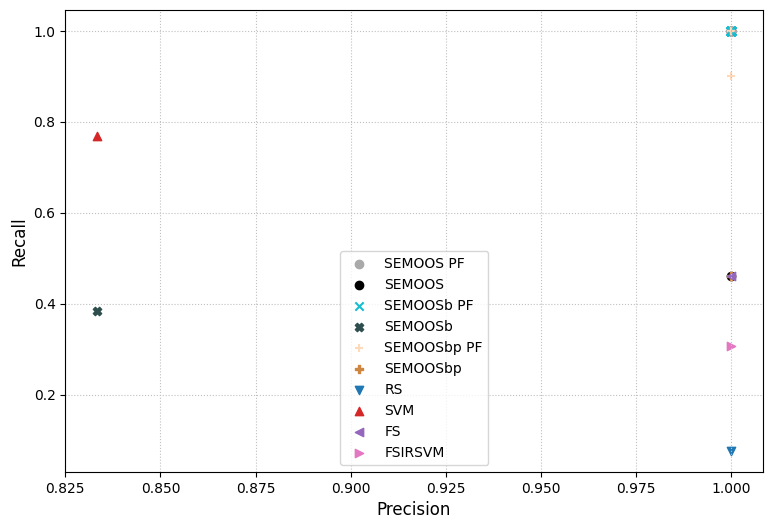 1.0
0.8
0.6
0.4
0.2
Recall
SEMOOS PF
SEMOOS
SEMOOSb PF
SEMOOSb
SEMOOSbp PF
SEMOOSbp
RS
SVM
FS
FSIRSVM
0.825 0.850 0.875 0.900 0.925 0.950 0.975 1.000
Precision